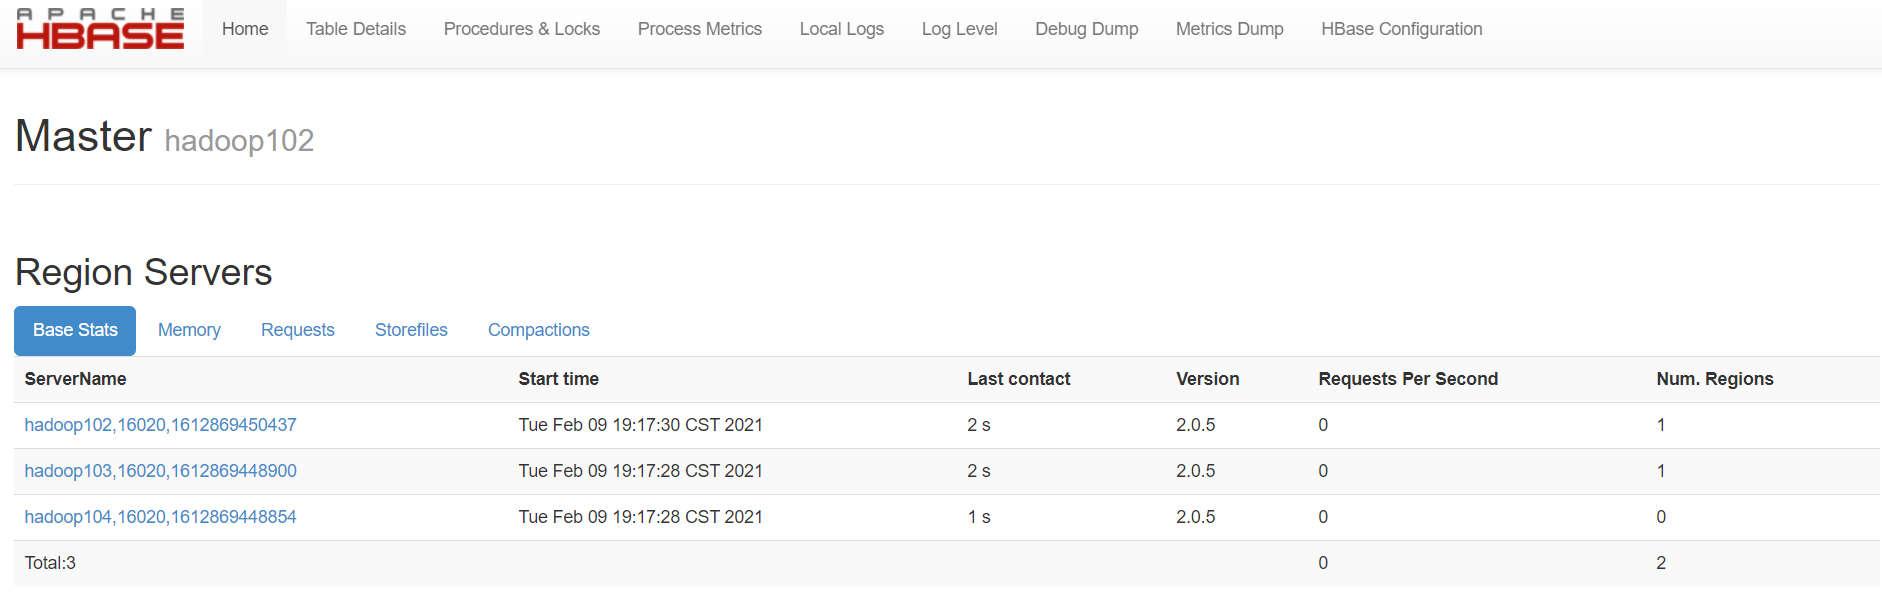 APACHE
HBASE
Home Table Details Procedures & Locks Process Metrics Local Logs Log Level Debug Dump Metrics Dump HBase Configuration
Master hadoop102
Region Servers
Base Stats Memory Requests Storefiles Compactions
ServerName Start time Last contact Version Requests Per Second Num. Regions
hadoop102,16020,1612869450437 Tue Feb 09 19:17:30 CST 2021 2 s 2.0.5 0 1
hadoop103,16020,1612869448900 Tue Feb 09 19:17:28 CST 2021 2 s 2.0.5 0 1
hadoop104,16020,1612869448854 Tue Feb 09 19:17:28 CST 2021 1 s 2.0.5 0 0
Total:3 0 2